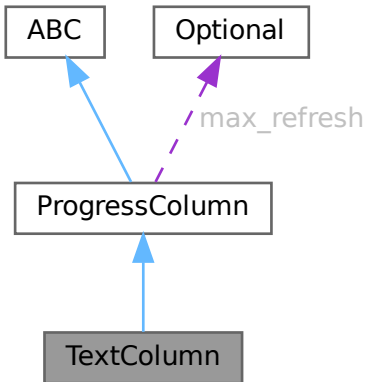 ABC
Optional
max_refresh
ProgressColumn
TextColumn